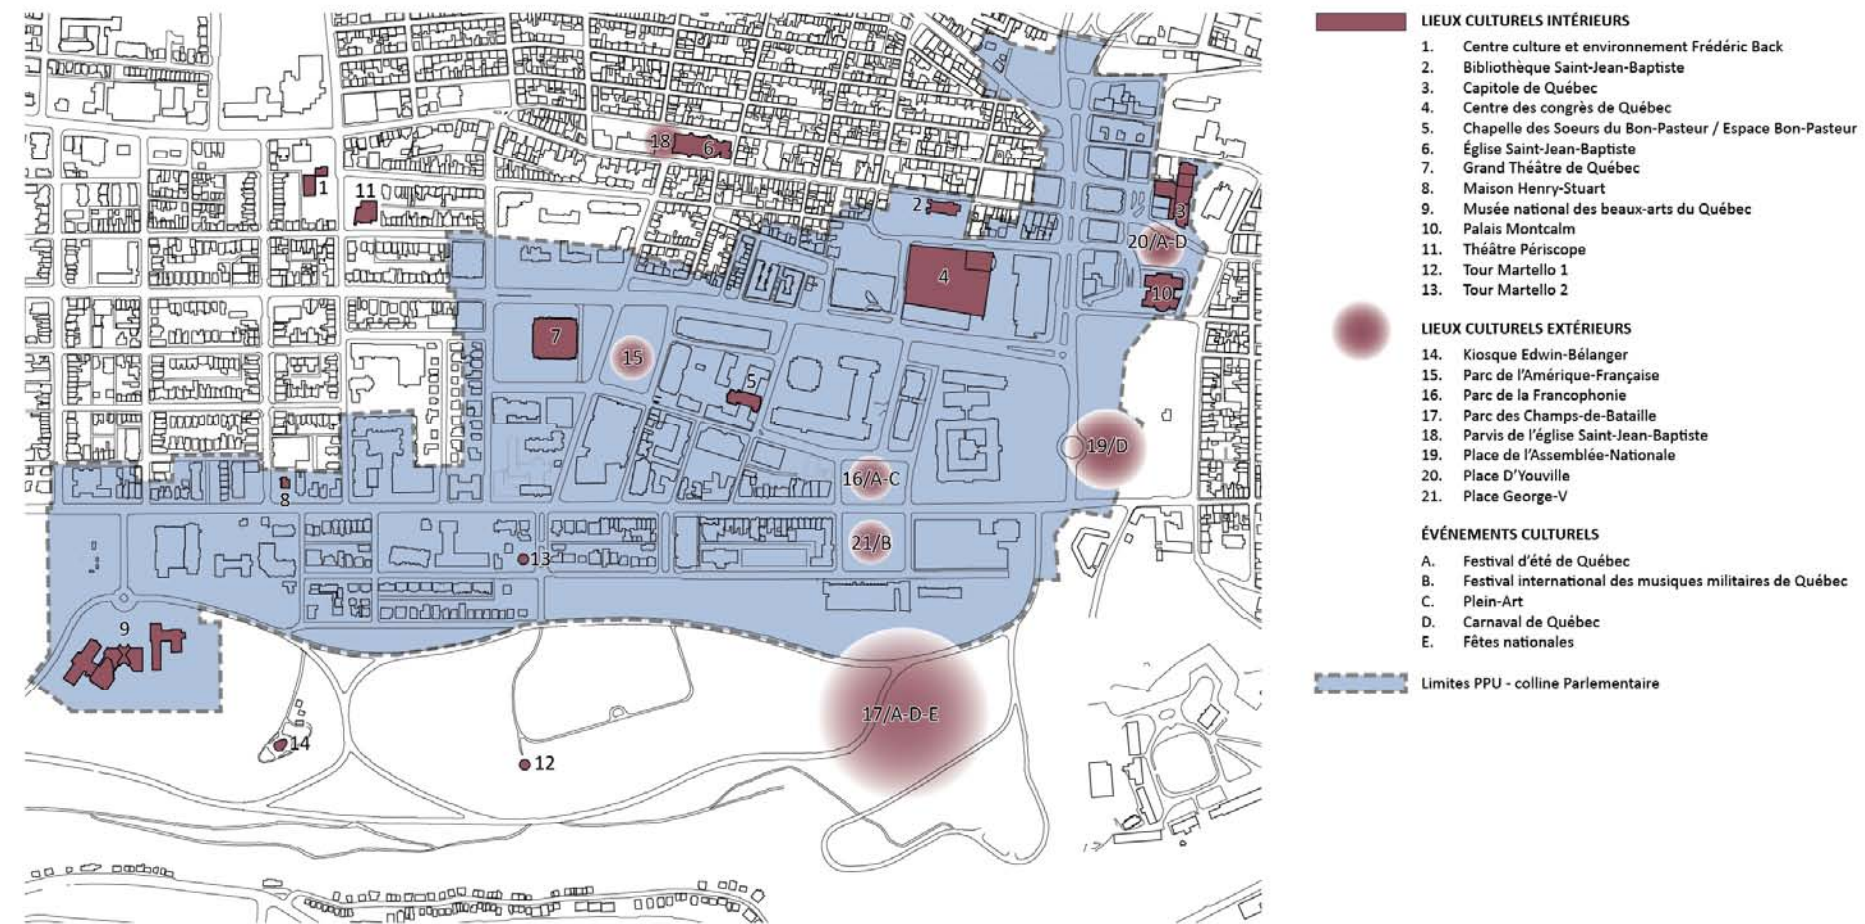 18
6
1
11
2
3
20/A-D
4
10
7
15
5
19/D
16/A-C
8
21/B
13
9
17/A-D-E
14
12
LIEUX CULTURELS INTÉRIEURS
1. Centre culture et environnement Frédéric Back
2. Bibliothèque Saint-Jean-Baptiste
3. Capitole de Québec
4. Centre des congrès de Québec
5. Chapelle des Soeurs du Bon-Pasteur / Espace Bon-Pasteur
6. Église Saint-Jean-Baptiste
7. Grand Théâtre de Québec
8. Maison Henry-Stuart
9. Musée national des beaux-arts du Québec
10. Palais Montcalm
11. Théâtre Périscope
12. Tour Martello 1
13. Tour Martello 2
LIEUX CULTURELS EXTÉRIEURS
14. Kiosque Edwin-Bélanger
15. Parc de l'Amérique-Française
16. Parc de la Francophonie
17. Parc des Champs-de-Bataille
18. Parvis de l'église Saint-Jean-Baptiste
19. Place de l'Assemblée-Nationale
20. Place D'Youville
21. Place George-V
ÉVÉNEMENTS CULTURELS
A. Festival d'été de Québec
B. Festival international des musiques militaires de Québec
C. Plein-Art
D. Carnaval de Québec
E. Fêtes nationales
Limites PPU - colline Parlementaire